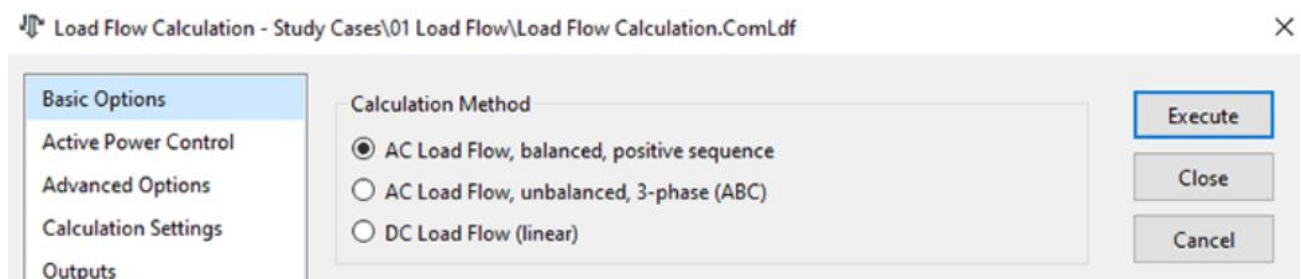 Load Flow Calculation - Study Cases\01 Load Flow\Load Flow Calculation.ComLdf
Basic Options
Active Power Control
Advanced Options
Calculation Settings
Outputs
Calculation Method
AC Load Flow, balanced, positive sequence
AC Load Flow, unbalanced, 3-phase (ABC)
DC Load Flow (linear)
Execute
Close
Cancel